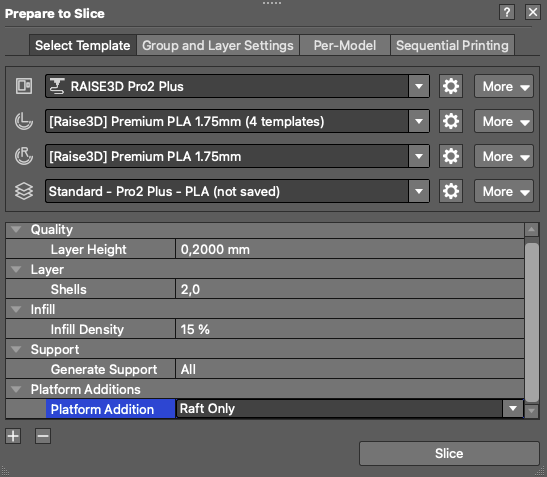 Prepare to Slice
?
Select Template Group and Layer Settings Per-Model Sequential Printing
RAISE3D Pro2 Plus More
L [Raise3D] Premium PLA 1.75mm (4 templates) More
R [Raise3D] Premium PLA 1.75mm More
Standard - Pro2 Plus - PLA (not saved) More
Quality
Layer Height 0,2000 mm
Layer
Shells 2,0
Infill
Infill Density 15 %
Support
Generate Support All
Platform Additions
Platform Addition Raft Only
Slice